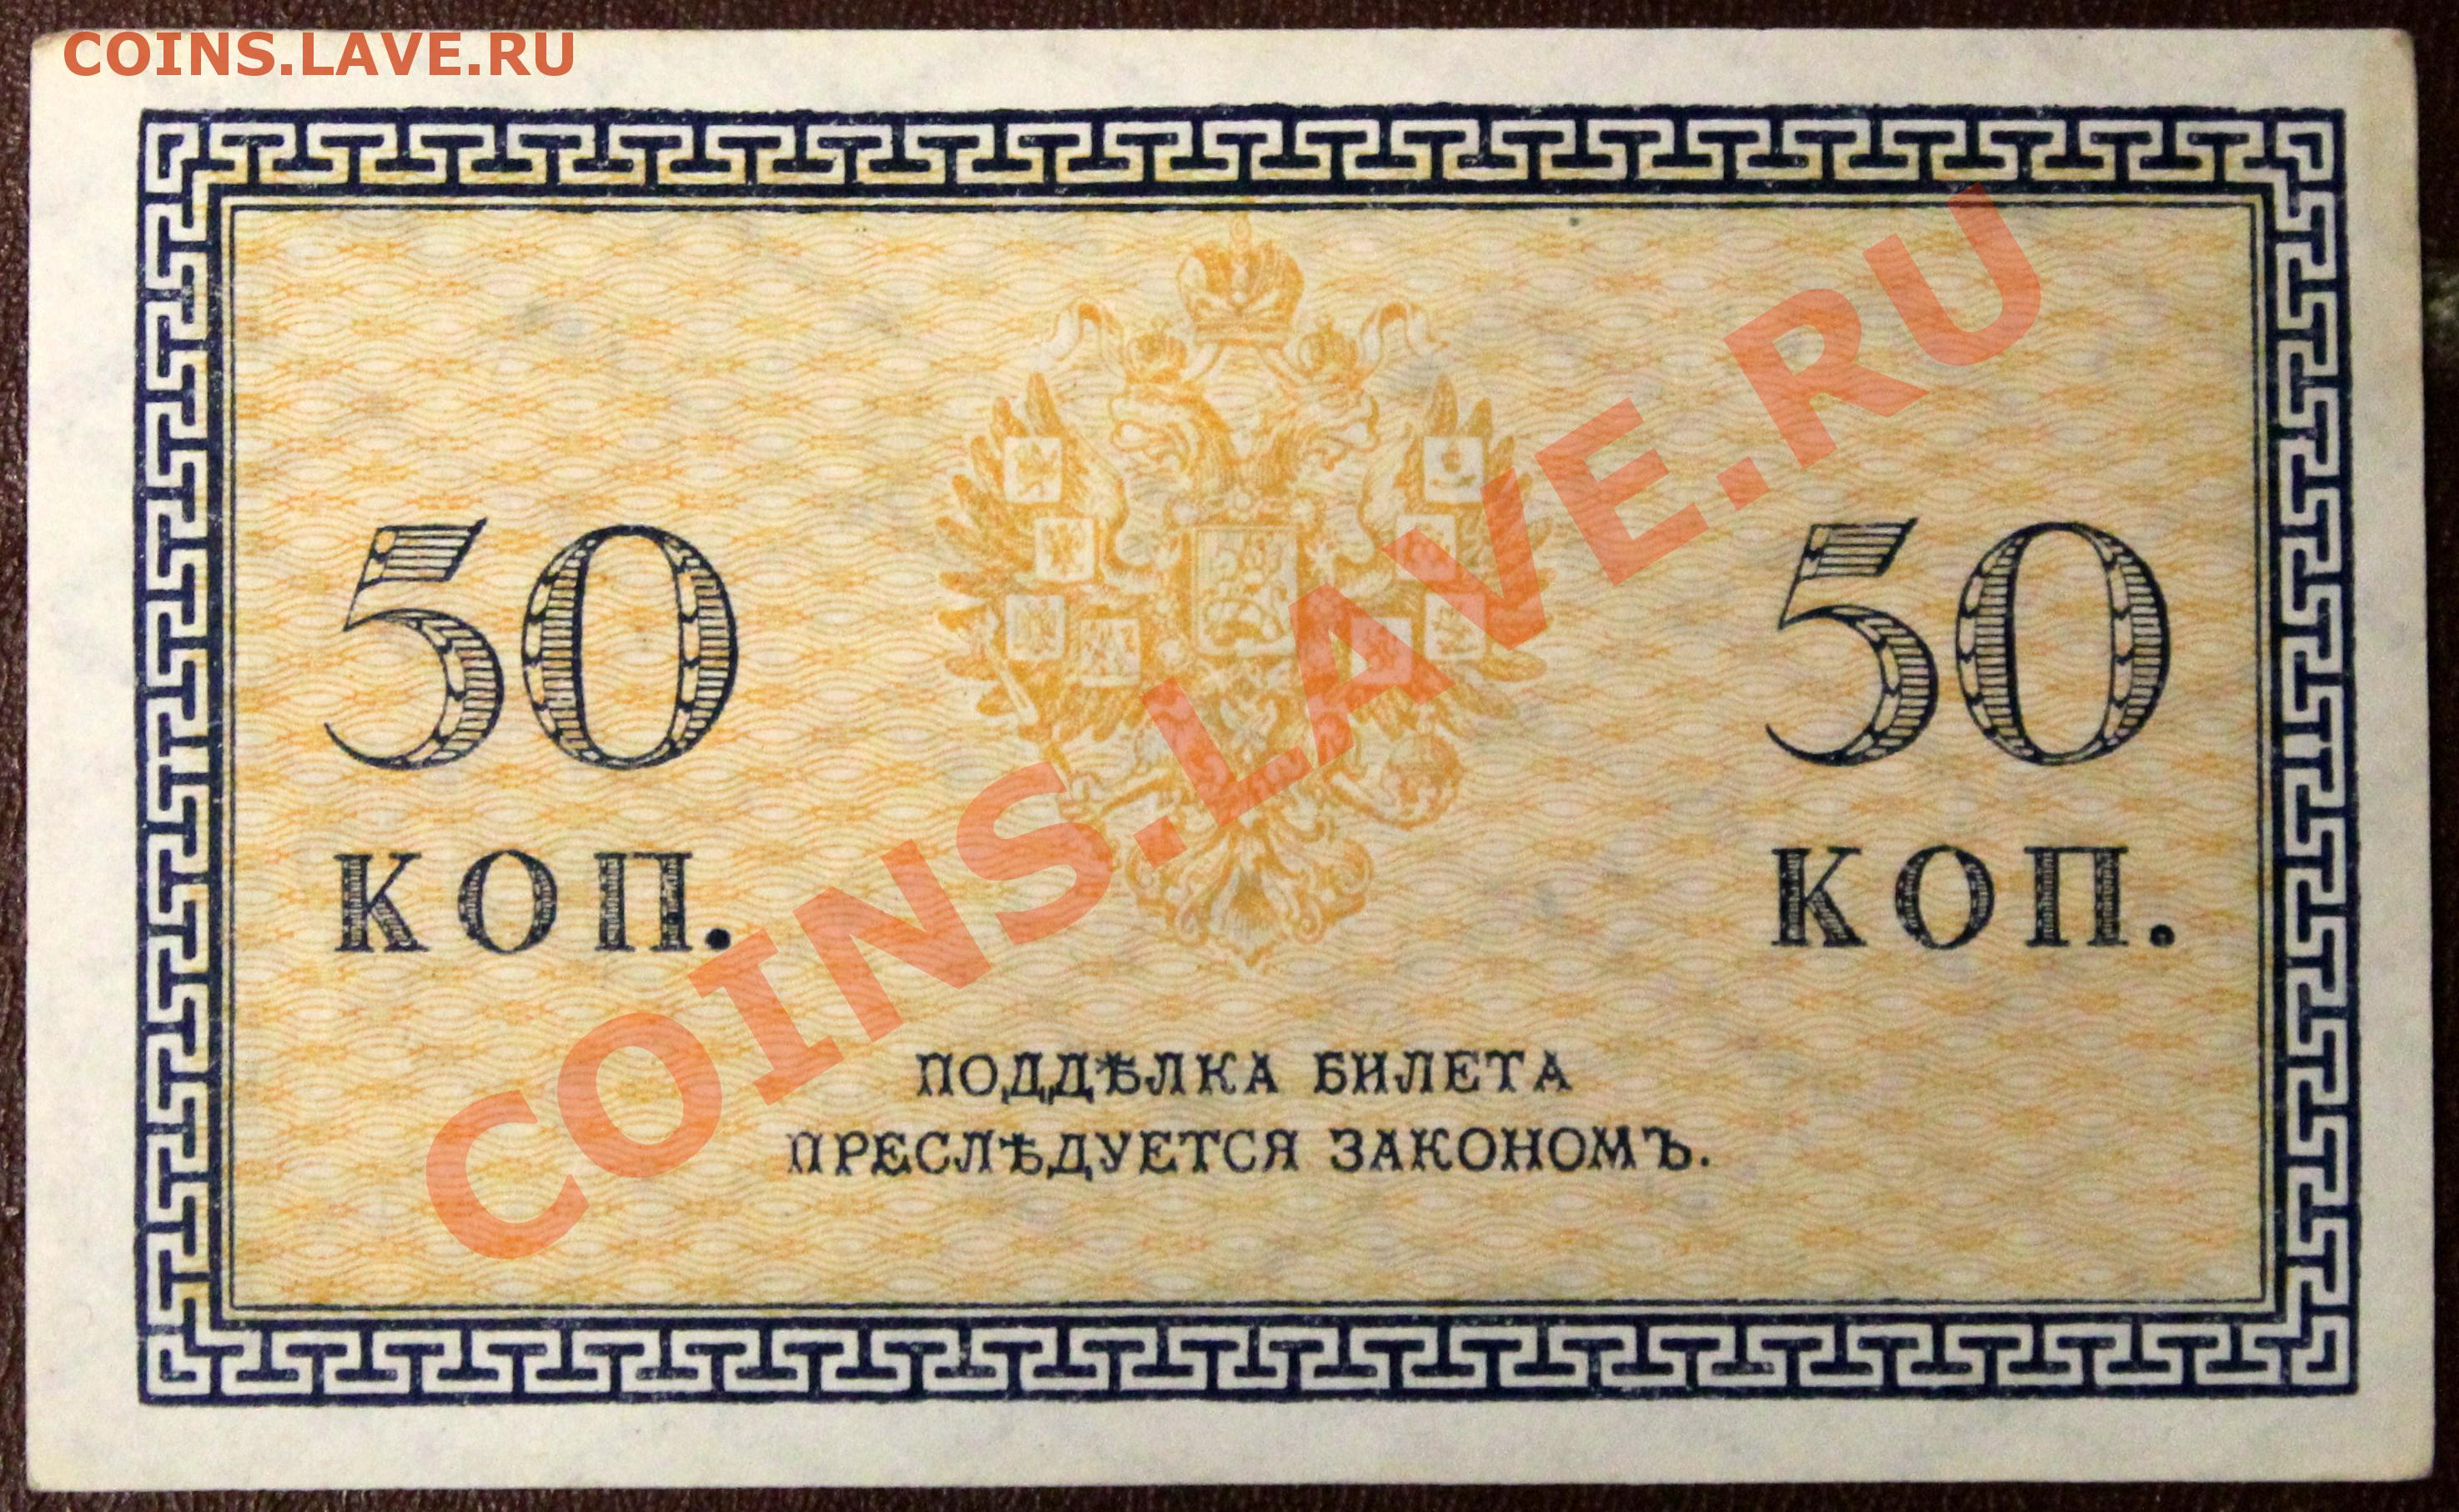 COINS.LAVE.RU
50 50
КОП. КОП.
ПОДДѢЛКА БИЛЕТА
ПРЕСЛѢДУЕТСЯ ЗАКОНОМЪ.
COINS.LAVE.RU